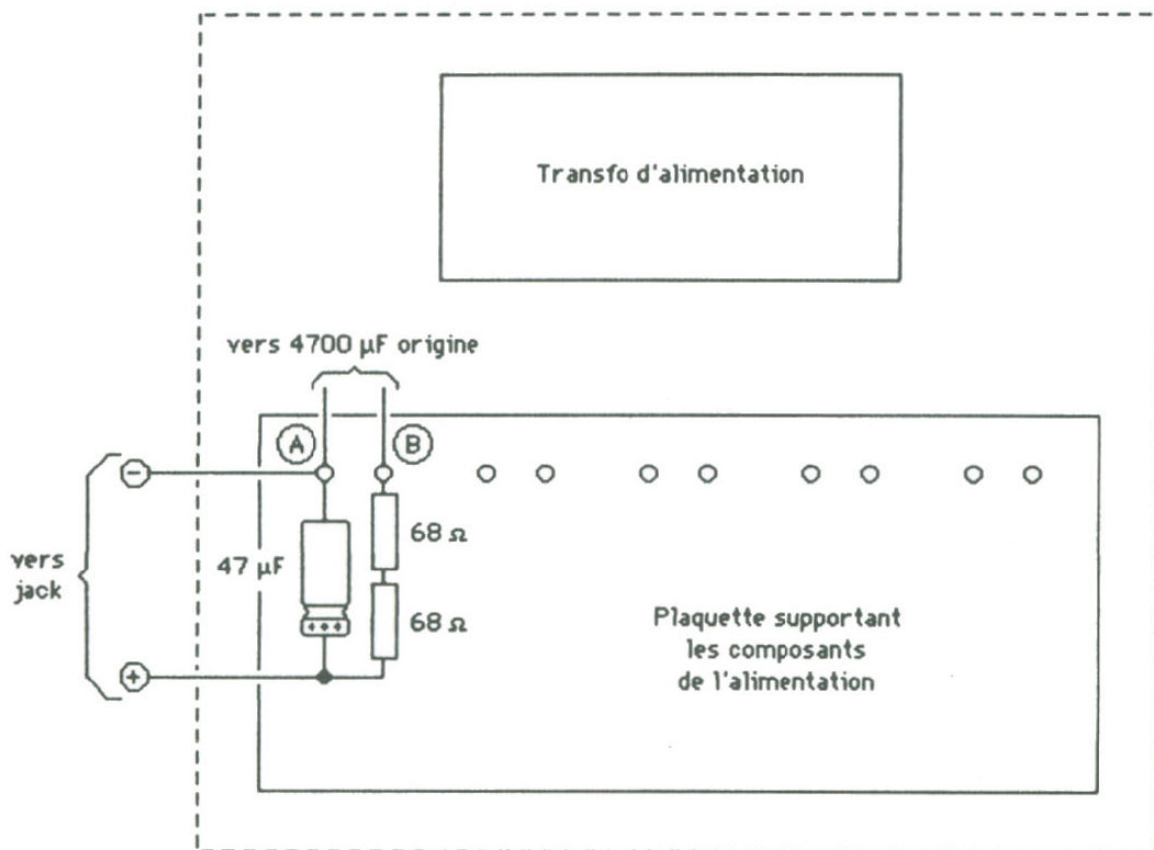 Transfo d'alimentation
vers 4700 µF origine
A
B
−
68 Ω
47 µF
vers
jack
68 Ω
+ + +
Plaquette supportant
les composants
de l'alimentation
+